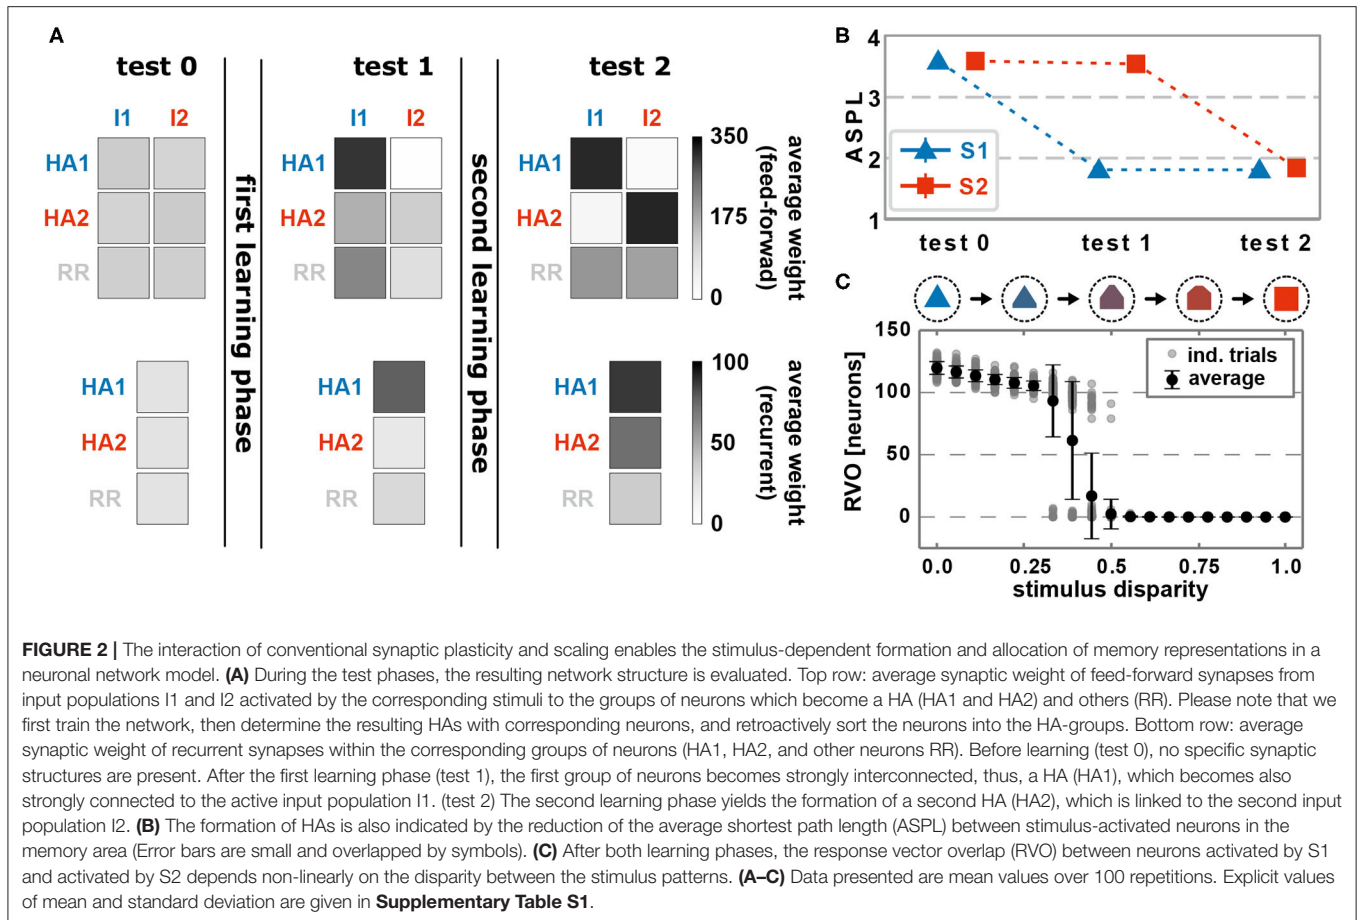 A
test 0
test 1
test 2
I1 I2
I1 I2
I1 I2
HA1
HA2
RR
HA1
HA2
RR
HA1
HA2
RR
350
175
0
average weight
(feed-forwad)
first learning phase
second learning phase
HA1
HA2
RR
HA1
HA2
RR
HA1
HA2
RR
100
50
0
average weight
(recurrent)
B
4
3
2
1
ASPL
S1
S2
test 0
test 1
test 2
C
150
100
50
0
RVO [neurons]
ind. trials
average
0.0 0.25 0.5 0.75 1.0
stimulus disparity
FIGURE 2 | The interaction of conventional synaptic plasticity and scaling enables the stimulus-dependent formation and allocation of memory representations in a
neuronal network model. (A) During the test phases, the resulting network structure is evaluated. Top row: average synaptic weight of feed-forward synapses from
input populations I1 and I2 activated by the corresponding stimuli to the groups of neurons which become a HA (HA1 and HA2) and others (RR). Please note that we
first train the network, then determine the resulting HAs with corresponding neurons, and retroactively sort the neurons into the HA-groups. Bottom row: average
synaptic weight of recurrent synapses within the corresponding groups of neurons (HA1, HA2, and other neurons RR). Before learning (test 0), no specific synaptic
structures are present. After the first learning phase (test 1), the first group of neurons becomes strongly interconnected, thus, a HA (HA1), which becomes also
strongly connected to the active input population I1. (test 2) The second learning phase yields the formation of a second HA (HA2), which is linked to the second input
population I2. (B) The formation of HAs is also indicated by the reduction of the average shortest path length (ASPL) between stimulus-activated neurons in the
memory area (Error bars are small and overlapped by symbols). (C) After both learning phases, the response vector overlap (RVO) between neurons activated by S1
and activated by S2 depends non-linearly on the disparity between the stimulus patterns. (A–C) Data presented are mean values over 100 repetitions. Explicit values
of mean and standard deviation are given in Supplementary Table S1.